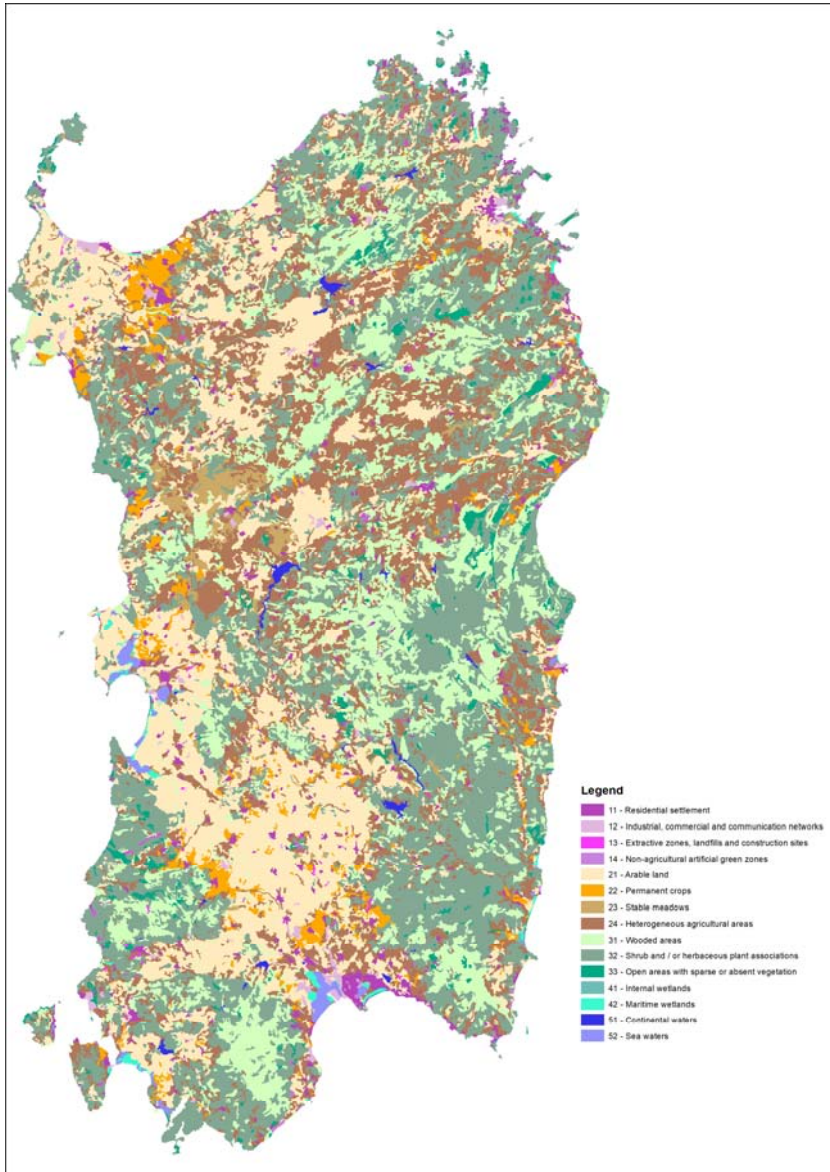 Legend
11 - Residential settlement
12 - Industrial, commercial and communication networks
13 - Extractive zones, landfills and construction sites
14 - Non-agricultural artificial green zones
21 - Arable land
22 - Permanent crops
23 - Stable meadows
24 - Heterogeneous agricultural areas
31 - Wooded areas
32 - Shrub and / or herbaceous plant associations
33 - Open areas with sparse or absent vegetation
41 - Internal wetlands
42 - Maritime wetlands
51 - Continental waters
52 - Sea waters